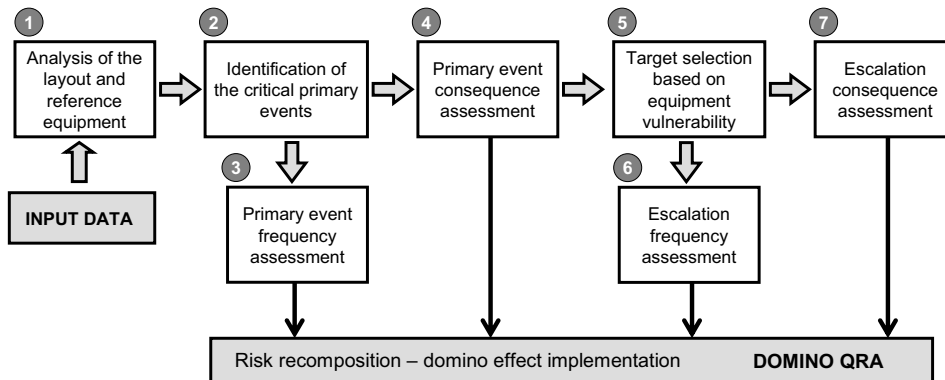 1
Analysis of the
layout and
reference
equipment
2
Identification of
the critical primary
events
4
Primary event
consequence
assessment
5
Target selection
based on
equipment
vulnerability
7
Escalation
consequence
assessment
INPUT DATA
3
Primary event
frequency
assessment
6
Escalation
frequency
assessment
Risk recomposition – domino effect implementation DOMINO QRA